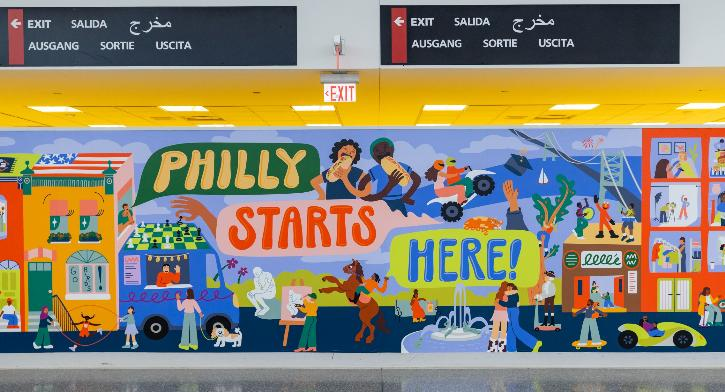 EXIT SALIDA مخرج
AUSGANG SORTIE USCITA
EXIT SALIDA مخرج
AUSGANG SORTIE USCITA
EXIT
PHILLY
STARTS
HERE!